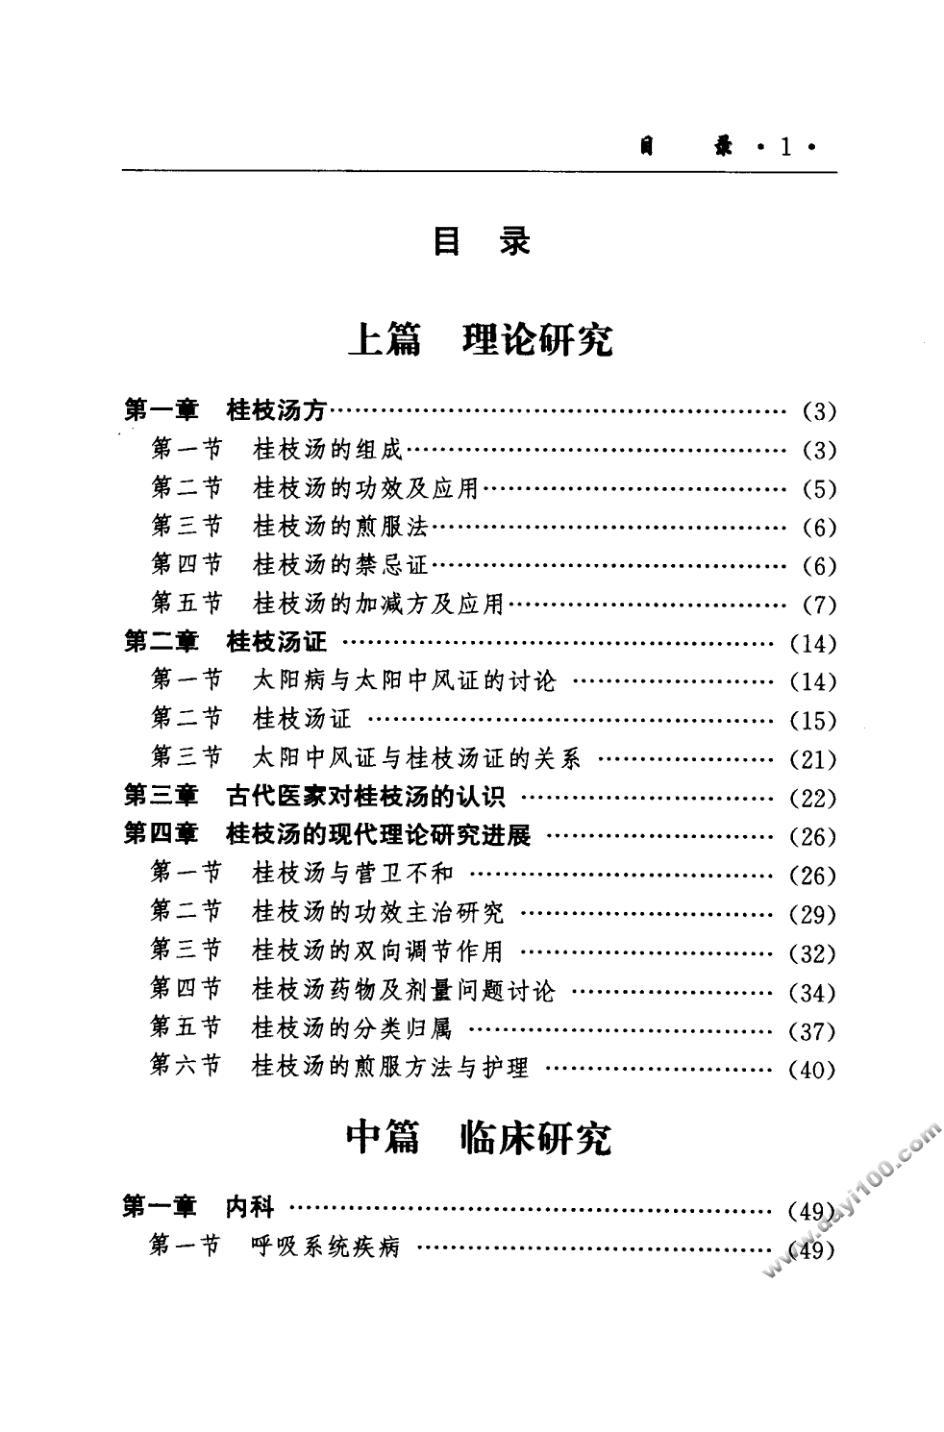 目 录 · 1 ·
目 录
上篇 理论研究
第一章 桂枝汤方……………………………………………… (3)
第一节 桂枝汤的组成……………………………………… (3)
第二节 桂枝汤的功效及应用……………………………… (5)
第三节 桂枝汤的煎服法…………………………………… (6)
第四节 桂枝汤的禁忌证…………………………………… (6)
第五节 桂枝汤的加减方及应用…………………………… (7)
第二章 桂枝汤证 …………………………………………… (14)
第一节 太阳病与太阳中风证的讨论 …………………… (14)
第二节 桂枝汤证 ………………………………………… (15)
第三节 太阳中风证与桂枝汤证的关系 ………………… (21)
第三章 古代医家对桂枝汤的认识 ………………………… (22)
第四章 桂枝汤的现代理论研究进展 ……………………… (26)
第一节 桂枝汤与营卫不和 ……………………………… (26)
第二节 桂枝汤的功效主治研究 ………………………… (29)
第三节 桂枝汤的双向调节作用 ………………………… (32)
第四节 桂枝汤药物及剂量问题讨论 …………………… (34)
第五节 桂枝汤的分类归属 ……………………………… (37)
第六节 桂枝汤的煎服方法与护理 ……………………… (40)
中篇 临床研究
第一章 内科 ………………………………………………… (49)
第一节 呼吸系统疾病 …………………………………… (49)
www.dayi100.com